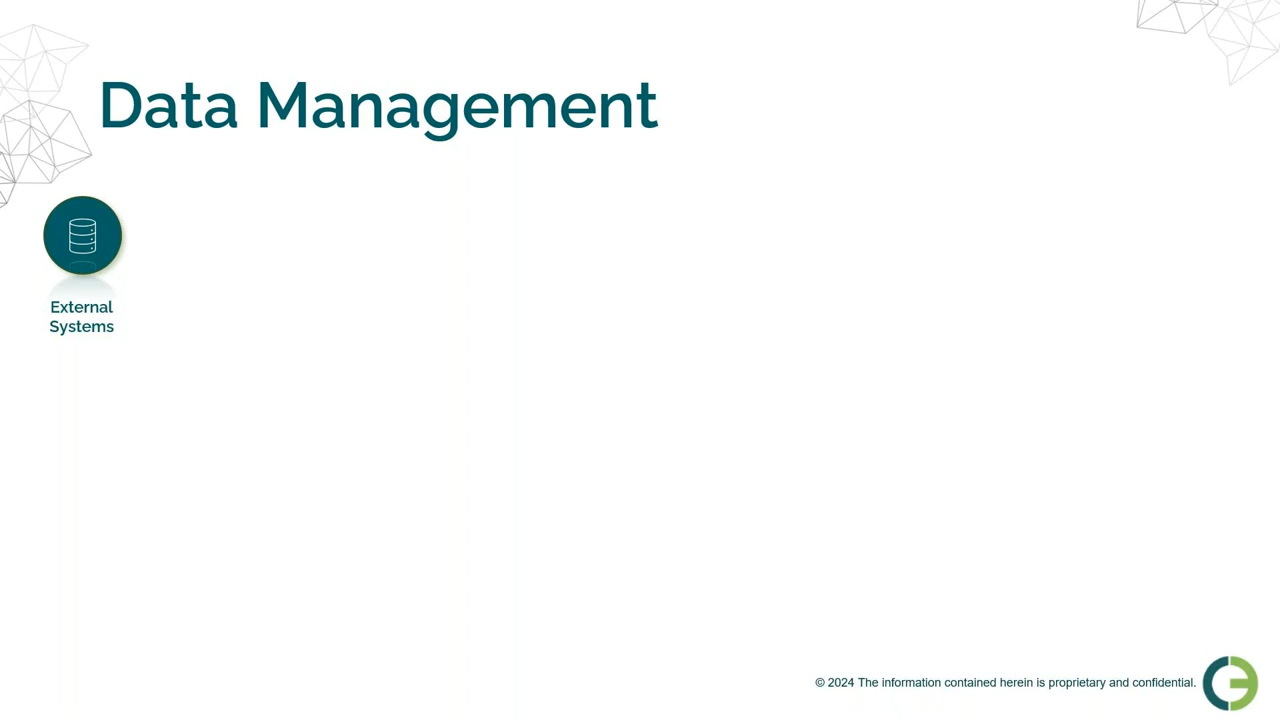 Data Management
External
Systems
© 2024 The information contained herein is proprietary and confidential.